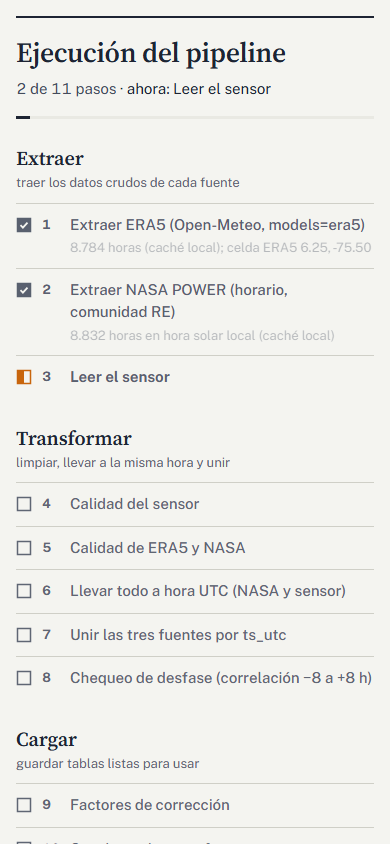 Ejecución del pipeline
2 de 11 pasos · ahora: Leer el sensor
Extraer
traer los datos crudos de cada fuente
1 Extraer ERA5 (Open-Meteo, models=era5)
8.784 horas (caché local); celda ERA5 6.25, -75.50
2 Extraer NASA POWER (horario,
comunidad RE)
8.832 horas en hora solar local (caché local)
3 Leer el sensor
Transformar
limpiar, llevar a la misma hora y unir
4 Calidad del sensor
5 Calidad de ERA5 y NASA
6 Llevar todo a hora UTC (NASA y sensor)
7 Unir las tres fuentes por ts_utc
8 Chequeo de desfase (correlación −8 a +8 h)
Cargar
guardar tablas listas para usar
9 Factores de corrección